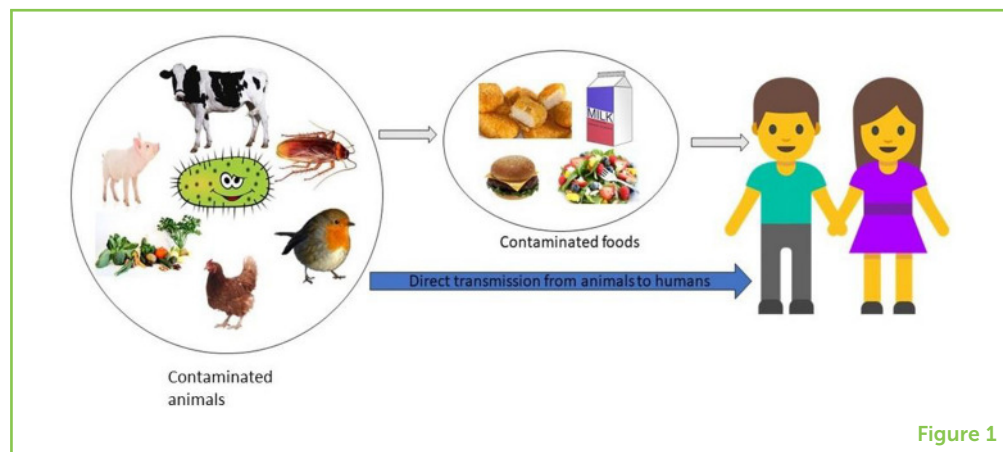 MILK
Contaminated foods
Direct transmission from animals to humans
Contaminated
animals
Figure 1